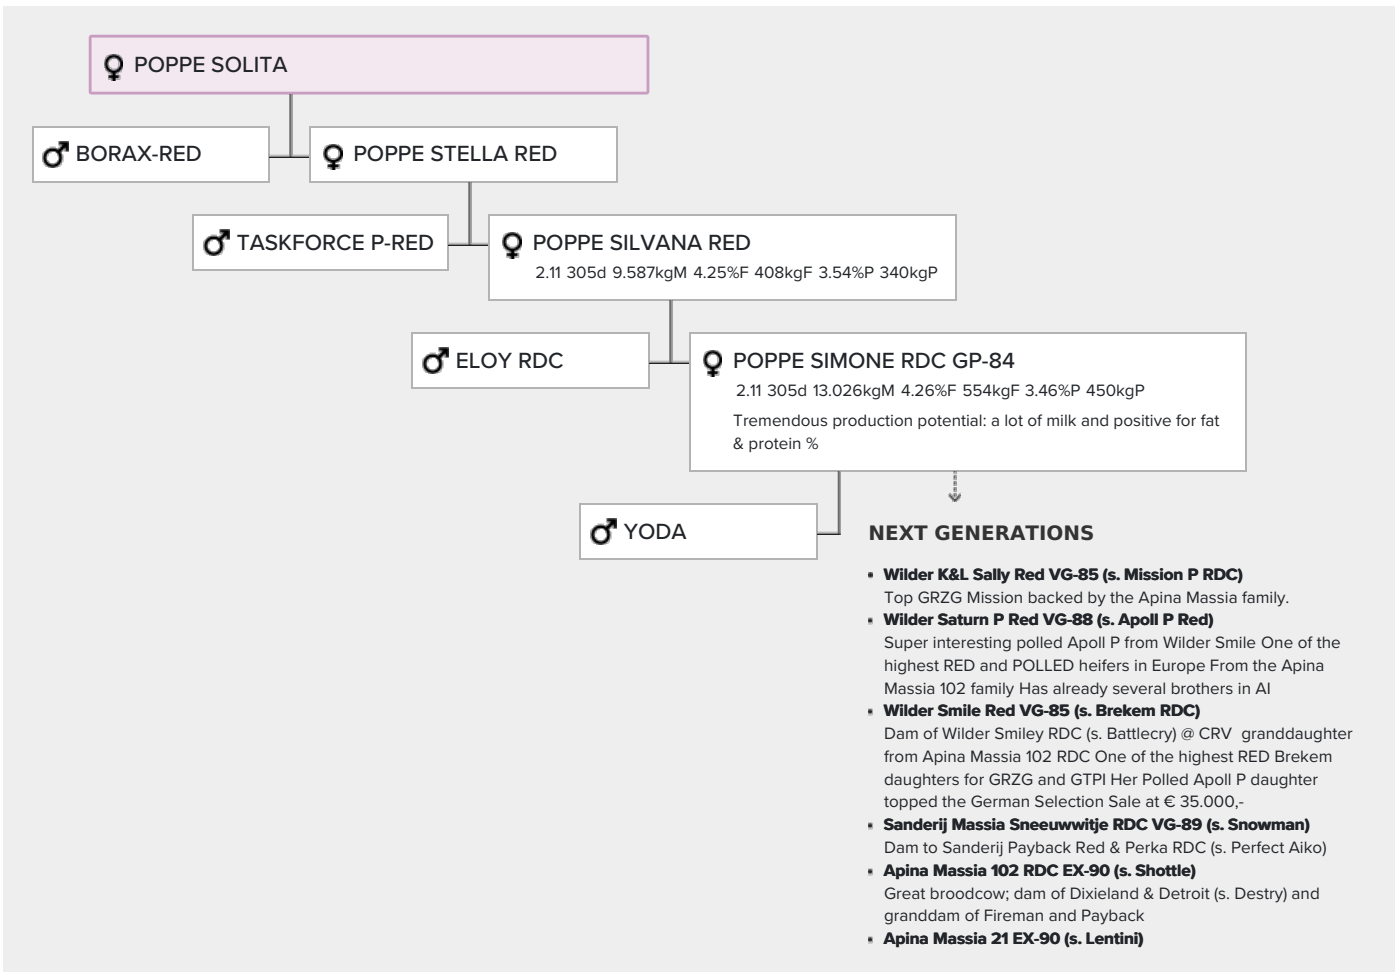 POPPE SOLITA
BORAX-RED
POPPE STELLA RED
TASKFORCE P-RED
POPPE SILVANA RED
2.11 305d 9.587kgM 4.25%F 408kgF 3.54%P 340kgP
ELOY RDC
POPPE SIMONE RDC GP-84
2.11 305d 13.026kgM 4.26%F 554kgF 3.46%P 450kgP
Tremendous production potential: a lot of milk and positive for fat
& protein %
YODA
NEXT GENERATIONS
Wilder K&L Sally Red VG-85 (s. Mission P RDC)
Top GRZG Mission backed by the Apina Massia family.
Wilder Saturn P Red VG-88 (s. Apoll P Red)
Super interesting polled Apoll P from Wilder Smile One of the
highest RED and POLLED heifers in Europe From the Apina
Massia 102 family Has already several brothers in AI
Wilder Smile Red VG-85 (s. Brekem RDC)
Dam of Wilder Smiley RDC (s. Battlecry) @ CRV granddaughter
from Apina Massia 102 RDC One of the highest RED Brekem
daughters for GRZG and GTPI Her Polled Apoll P daughter
topped the German Selection Sale at € 35.000,-
Sanderij Massia Sneeuwwitje RDC VG-89 (s. Snowman)
Dam to Sanderij Payback Red & Perka RDC (s. Perfect Aiko)
Apina Massia 102 RDC EX-90 (s. Shottle)
Great broodcow; dam of Dixieland & Detroit (s. Destry) and
granddam of Fireman and Payback
Apina Massia 21 EX-90 (s. Lentini)